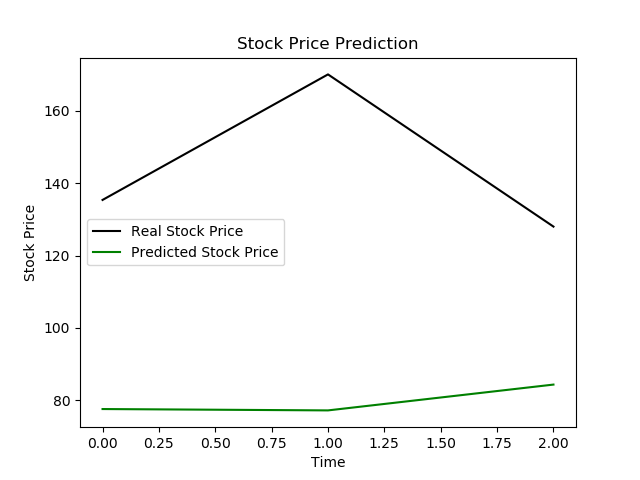 Stock Price Prediction
160
140
120
100
80
Stock Price
Real Stock Price
Predicted Stock Price
0.00 0.25 0.50 0.75 1.00 1.25 1.50 1.75 2.00
Time